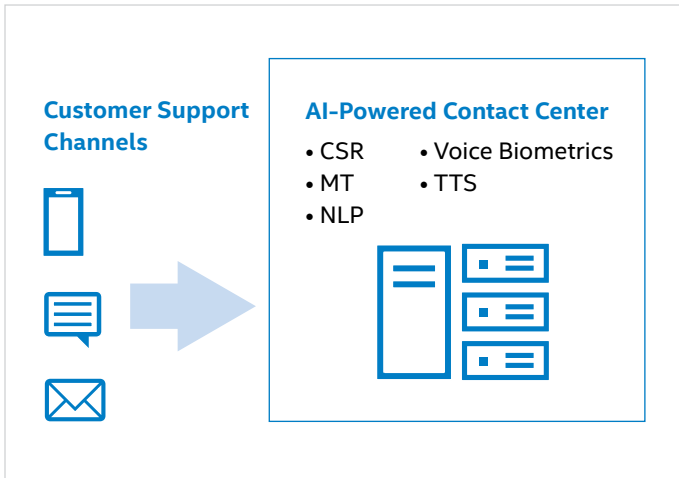 Customer Support
Channels
AI-Powered Contact Center
• CSR
• MT
• NLP
• Voice Biometrics
• TTS